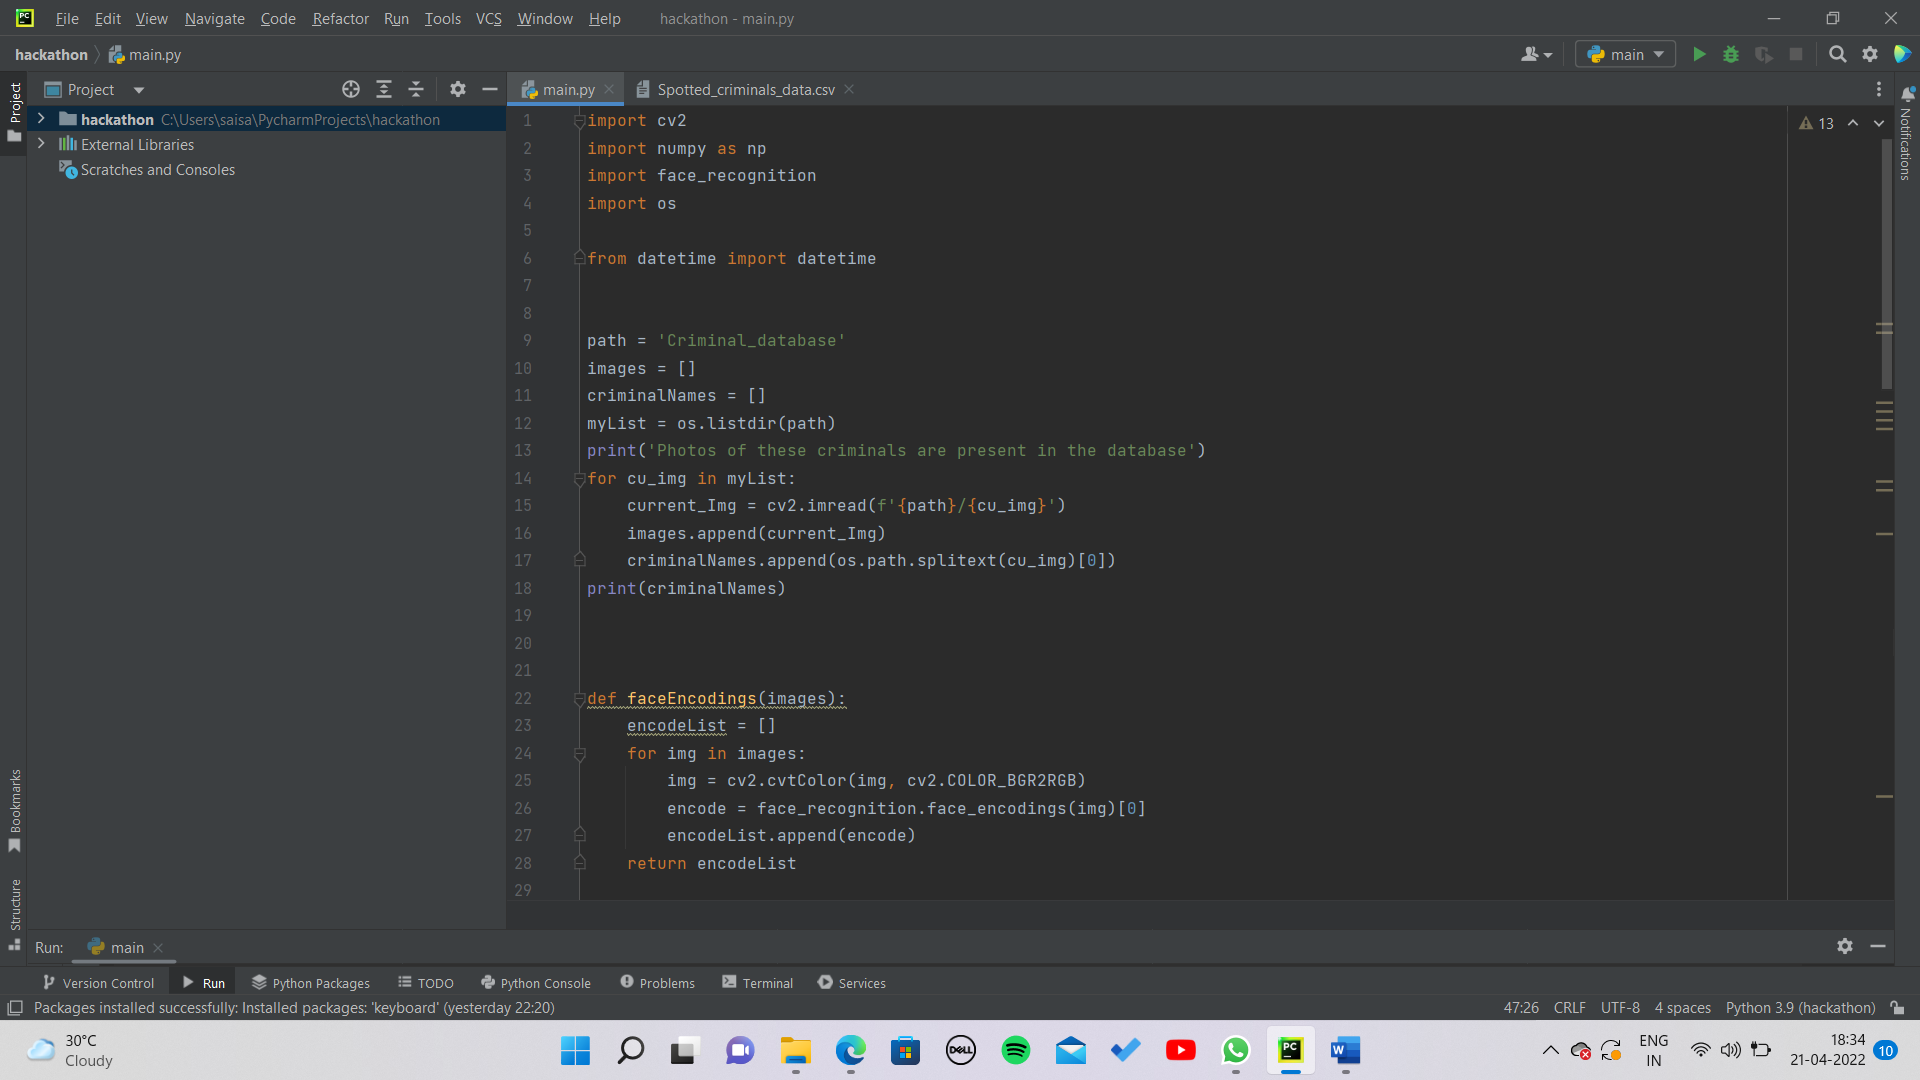 PC File Edit View Navigate Code Refactor Run Tools VCS Window Help hackathon - main.py
hackathon main.py main
Project
Project
main.py Spotted_criminals_data.csv
Notifications
hackathon C:\Users\saisa\PycharmProjects\hackathon
External Libraries
Scratches and Consoles
13
1 import cv2
2 import numpy as np
3 import face_recognition
4 import os
5
6 from datetime import datetime
7
8
9 path = 'Criminal_database'
10 images = []
11 criminalNames = []
12 myList = os.listdir(path)
13 print('Photos of these criminals are present in the database')
14 for cu_img in myList:
15     current_Img = cv2.imread(f'{path}/{cu_img}')
16     images.append(current_Img)
17     criminalNames.append(os.path.splitext(cu_img)[0])
18 print(criminalNames)
19
20
21
22 def faceEncodings(images):
23     encodeList = []
24     for img in images:
25         img = cv2.cvtColor(img, cv2.COLOR_BGR2RGB)
26         encode = face_recognition.face_encodings(img)[0]
27         encodeList.append(encode)
28     return encodeList
29
Bookmarks
Structure
Run: main
Version Control Run Python Packages TODO Python Console Problems Terminal Services
Packages installed successfully: Installed packages: 'keyboard' (yesterday 22:20) 47:26 CRLF UTF-8 4 spaces Python 3.9 (hackathon)
30°C
Cloudy
DELL
PC
W
ENG
IN
18:34
21-04-2022
10